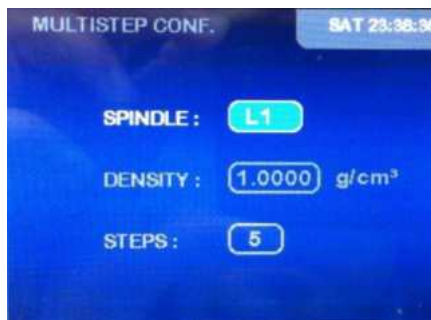 MULTISTEP CONF. SAT 23:38:36
SPINDLE : L1
DENSITY : 1.0000 g/cm³
STEPS : 5